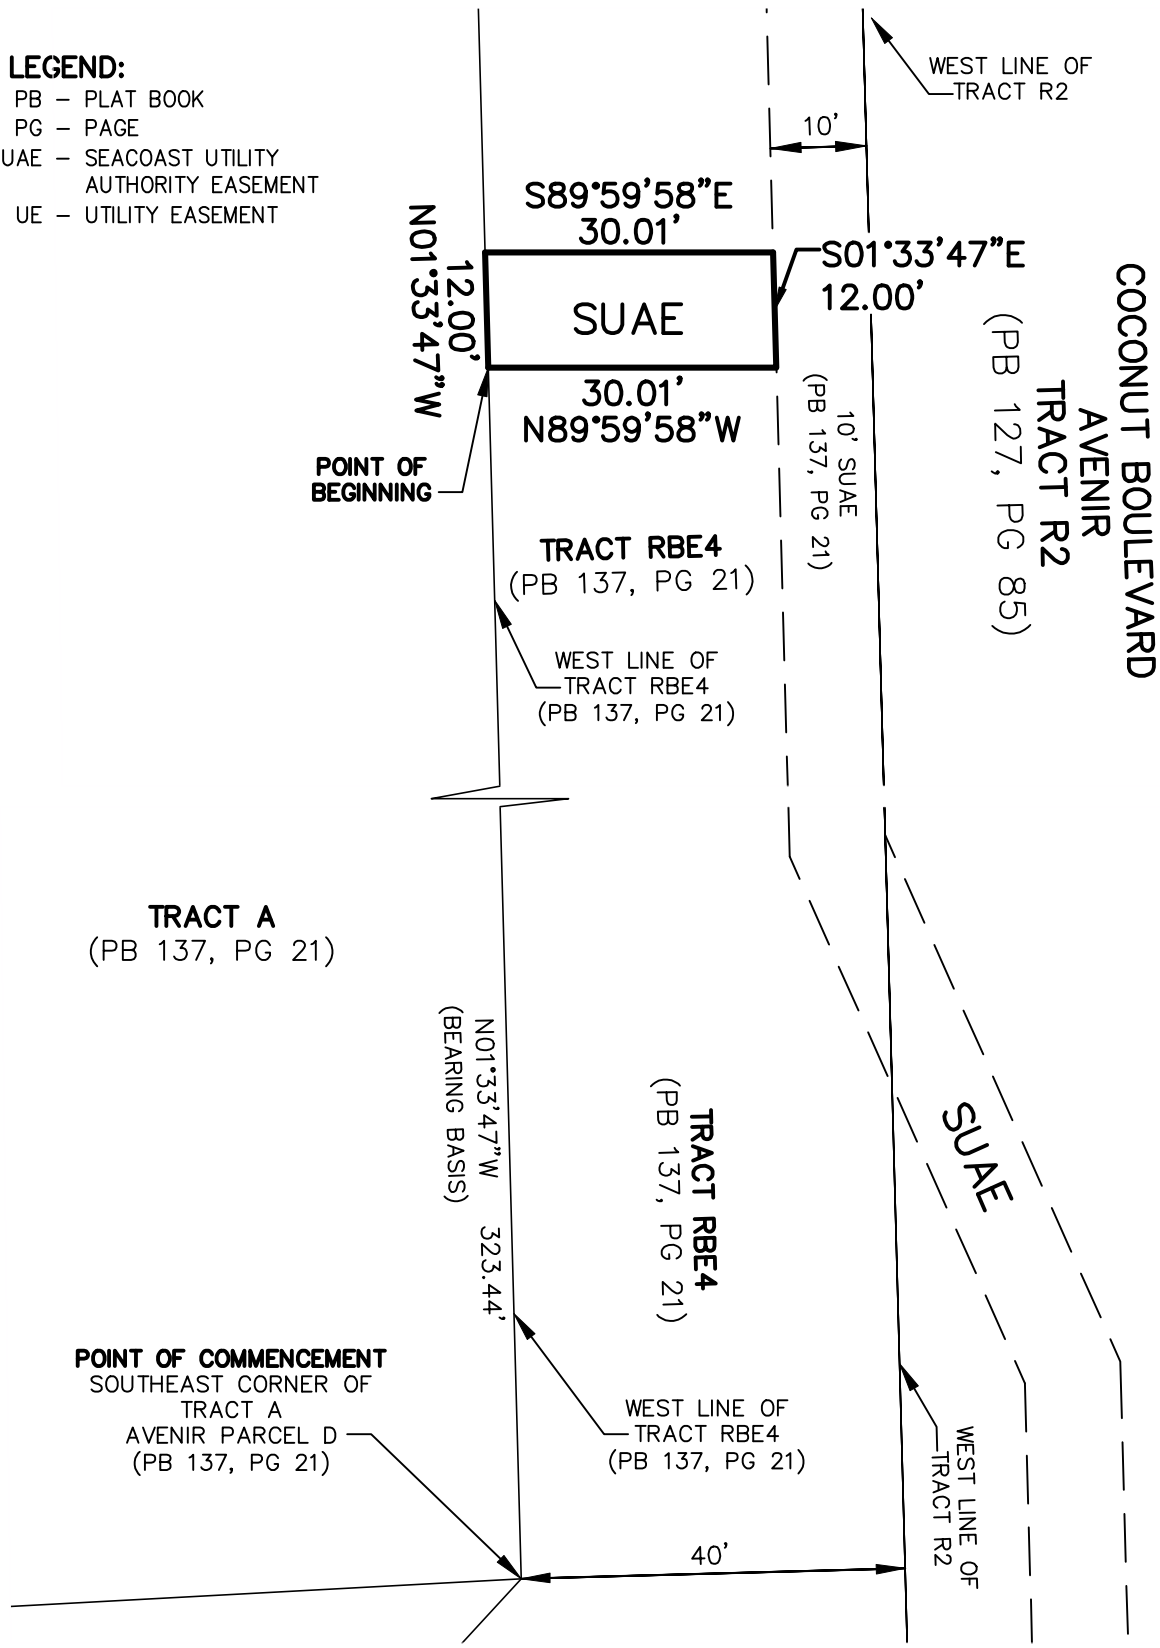 LEGEND:
PB – PLAT BOOK
PG – PAGE
UAE – SEACOAST UTILITY
AUTHORITY EASEMENT
UE – UTILITY EASEMENT
WEST LINE OF
TRACT R2
10'
S89°59'58"E
30.01'
N01°33'47"W
12.00'
SUAE
S01°33'47"E
12.00'
30.01'
N89°59'58"W
POINT OF
BEGINNING
10' SUAE
(PB 137, PG 21)
COCONUT BOULEVARD
AVENIR
TRACT R2
(PB 127, PG 85)
TRACT RBE4
(PB 137, PG 21)
WEST LINE OF
TRACT RBE4
(PB 137, PG 21)
TRACT A
(PB 137, PG 21)
N01°33'47"W 323.44'
(BEARING BASIS)
TRACT RBE4
(PB 137, PG 21)
SUAE
POINT OF COMMENCEMENT
SOUTHEAST CORNER OF
TRACT A
AVENIR PARCEL D
(PB 137, PG 21)
WEST LINE OF
TRACT RBE4
(PB 137, PG 21)
WEST LINE OF
TRACT R2
40'